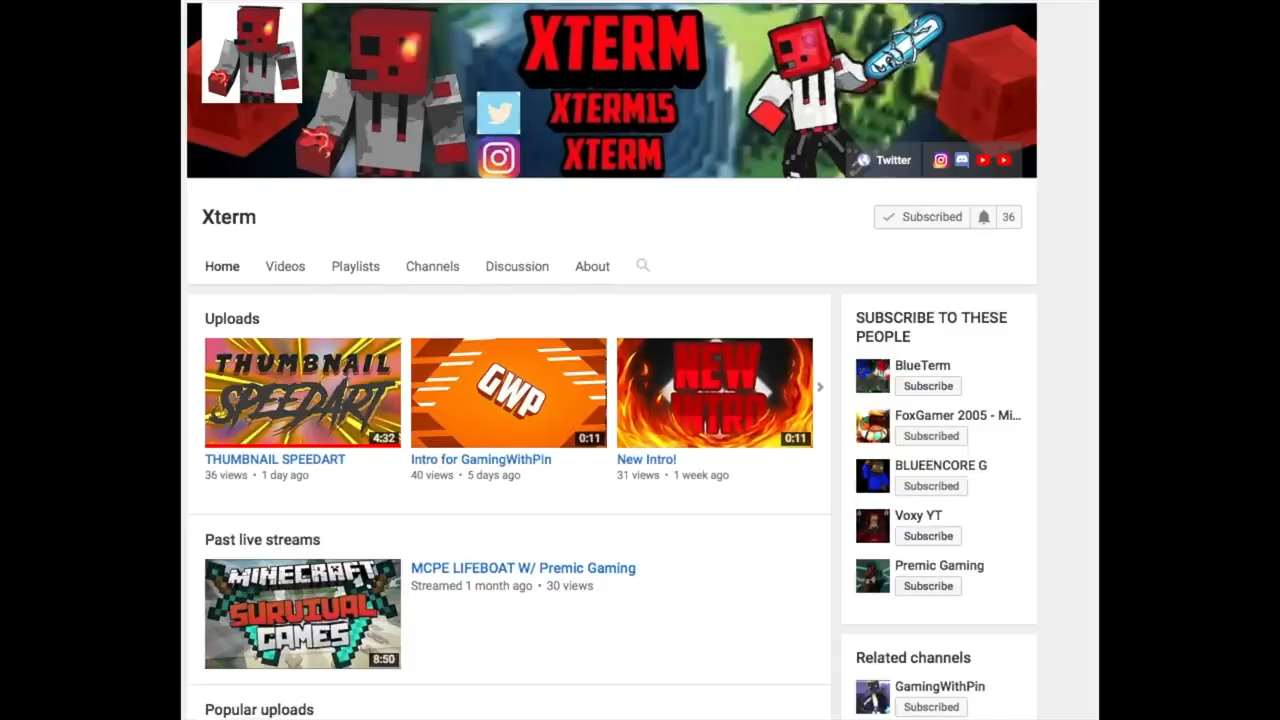 XTERM
XTERM15
XTERM
Twitter
Xterm
Subscribed 36
Home Videos Playlists Channels Discussion About
Uploads
THUMBNAIL
SPEEDART
4:32
GWP
0:11
NEW
INTRO
0:11
THUMBNAIL SPEEDART
36 views • 1 day ago
Intro for GamingWithPin
40 views • 5 days ago
New Intro!
31 views • 1 week ago
Past live streams
MINECRAFT
SURVIVAL
GAMES
8:50
MCPE LIFEBOAT W/ Premic Gaming
Streamed 1 month ago • 30 views
Popular uploads
SUBSCRIBE TO THESE
PEOPLE
BlueTerm
Subscribe
FoxGamer 2005 - Mi...
Subscribed
BLUEENCORE G
Subscribed
Voxy YT
Subscribe
Premic Gaming
Subscribe
Related channels
GamingWithPin
Subscribed